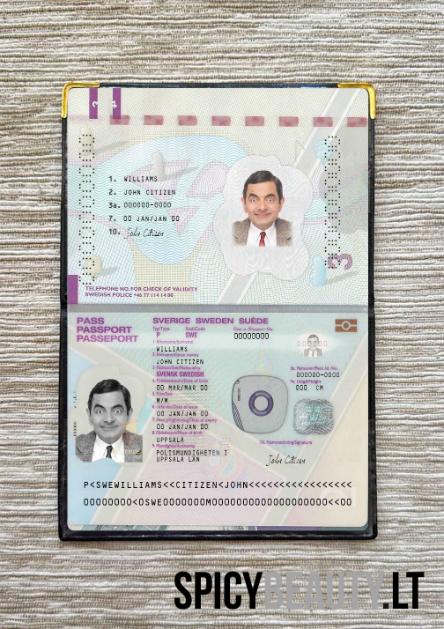 1. WILLIAMS
2. JOHN CITIZEN
3a. 000000-0000
7. 00 JAN/JAN 00
10. John Citizen
TELEPHONE NO.FOR CHECK OF VALIDITY
SWEDISH POLICE +46 77 114 14 00
PASS
PASSPORT
PASSEPORT
SVERIGE SWEDEN SUÈDE
P SWE 00000000
WILLIAMS
JOHN CITIZEN
SVENSK SWEDISH
00 MAR/MAR 00
M/M
00 JAN/JAN 00
00 JAN/JAN 00
UPPSALA
POLISMYNDIGHETEN I
UPPSALA LÄN
000000-0000
000 CM
John Citizen
P<SWEWILLIAMS<<CITIZEN<JOHN<<<<<<<<<<<<<<<<<
SPICYBEAUTY.LT